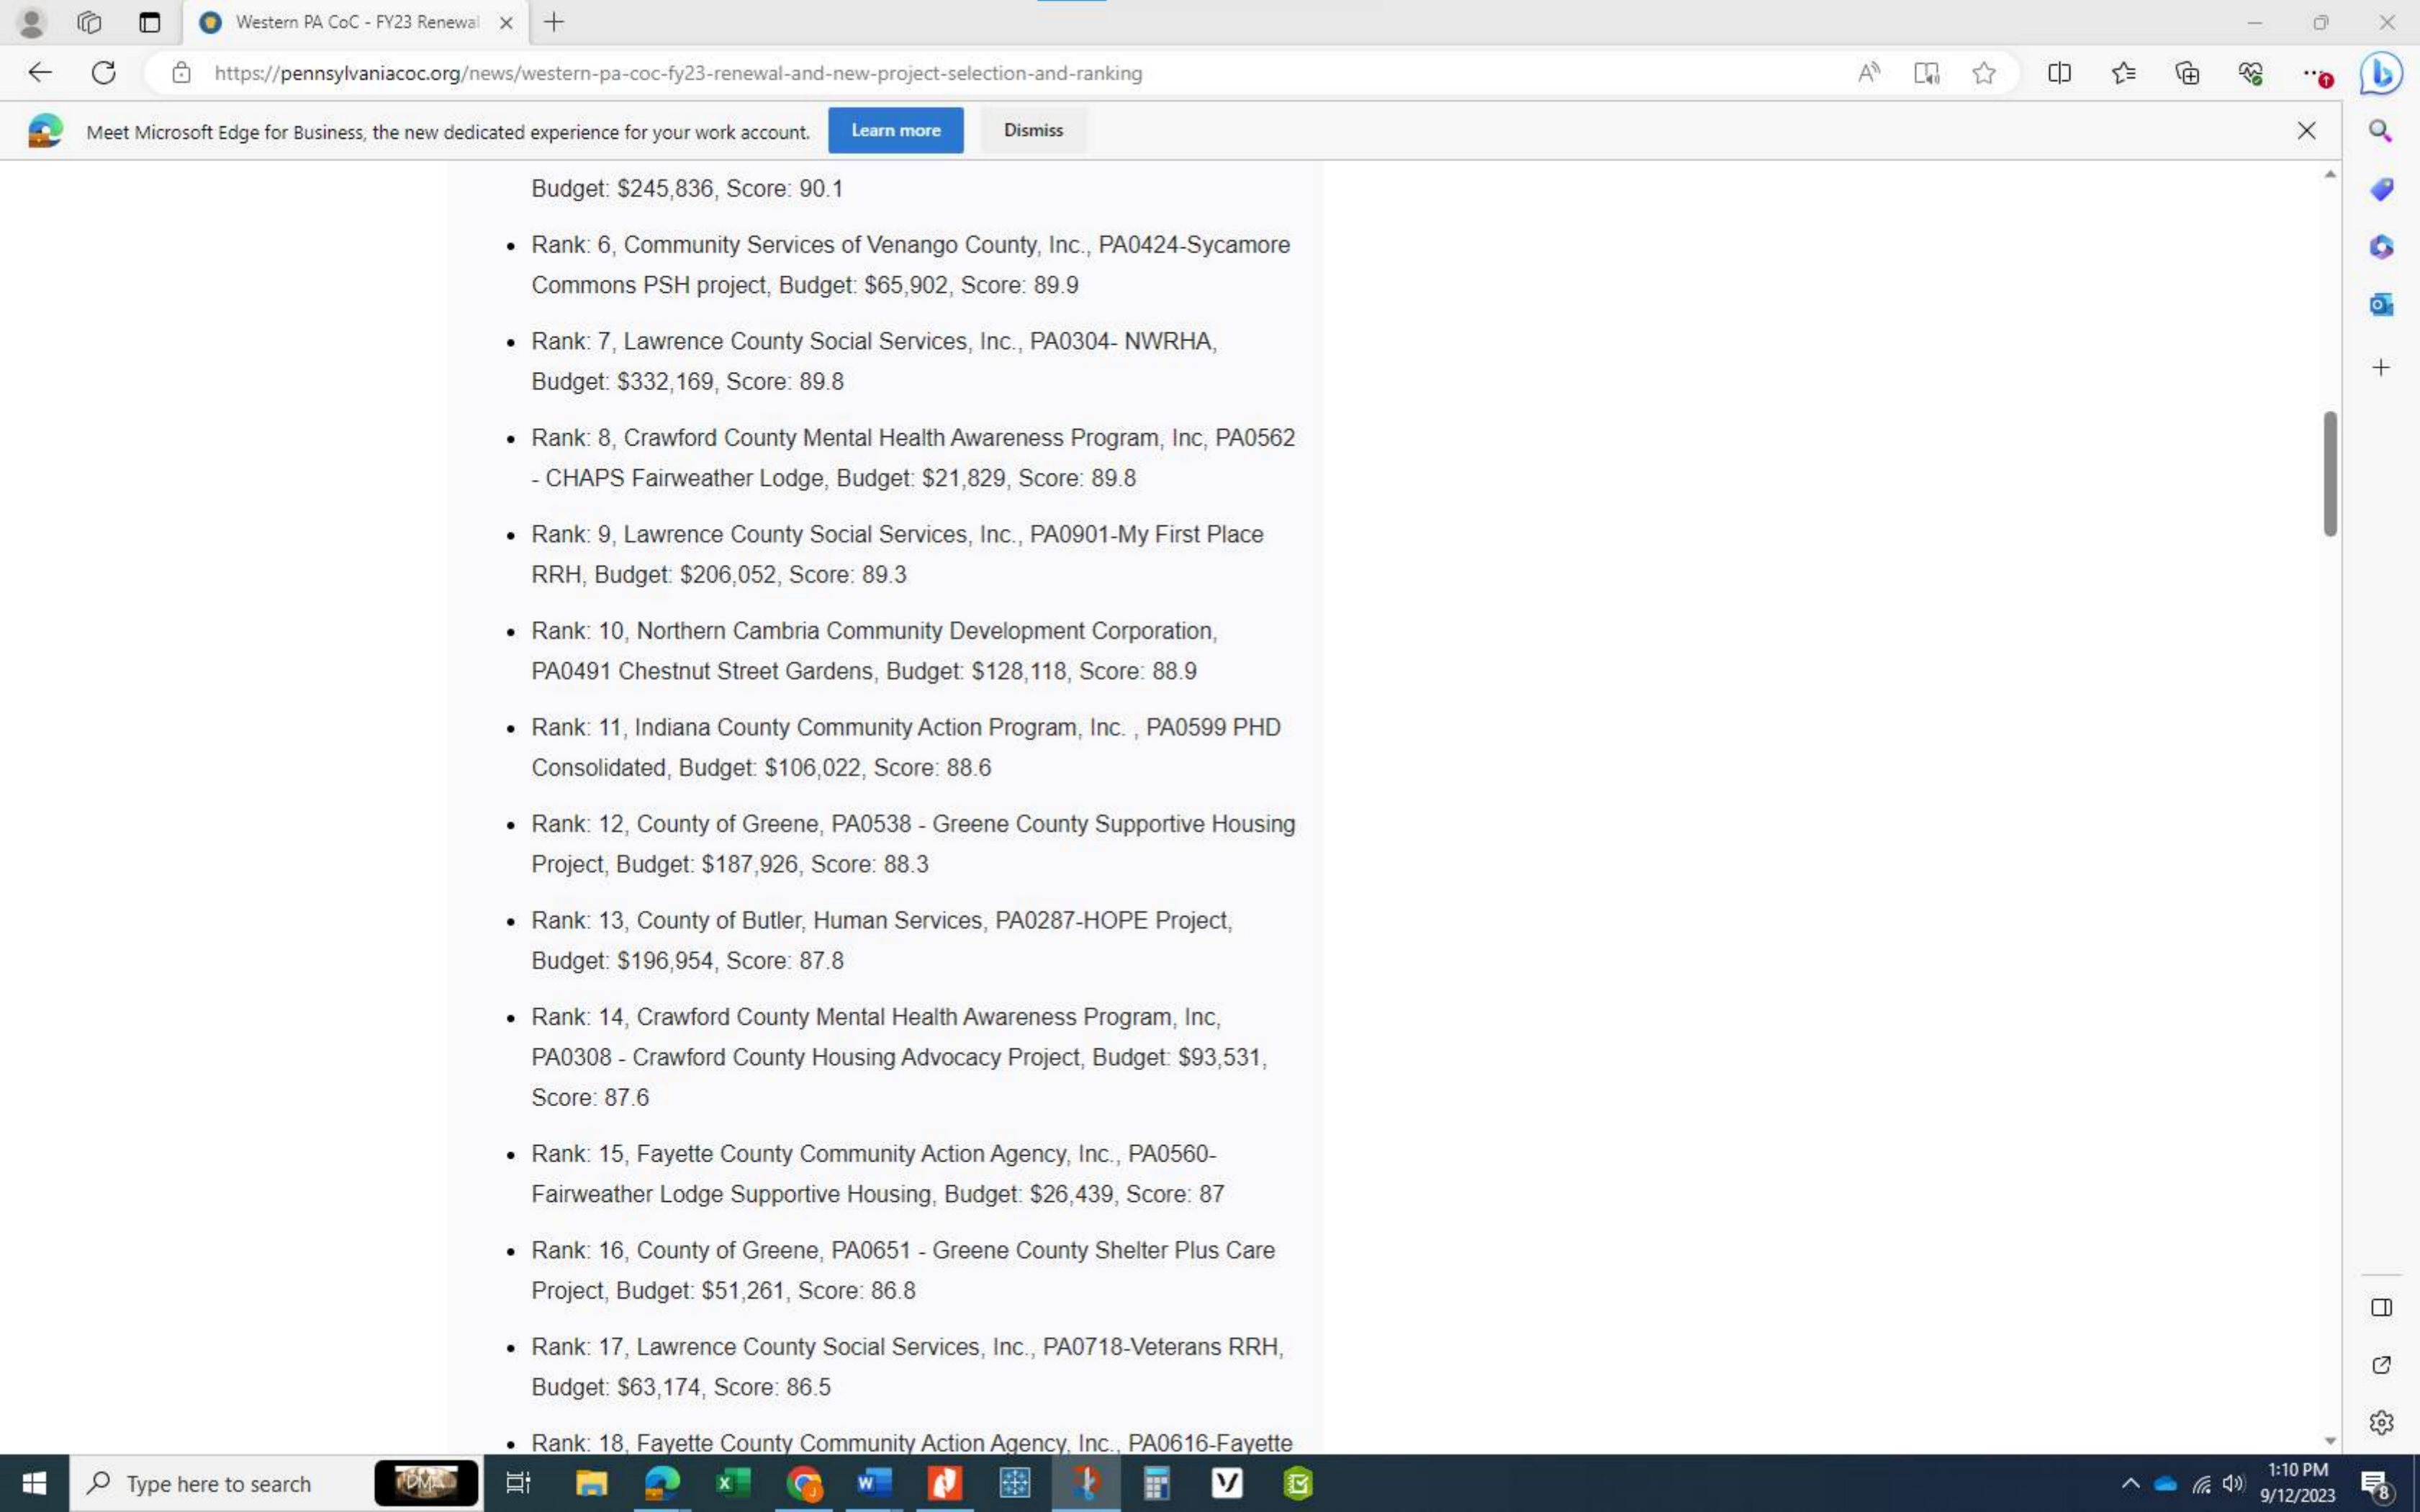 Western PA CoC - FY23 Renewal
https://pennsylvaniacoc.org/news/western-pa-coc-fy23-renewal-and-new-project-selection-and-ranking
Meet Microsoft Edge for Business, the new dedicated experience for your work account. Learn more Dismiss
Budget: $245,836, Score: 90.1
• Rank: 6, Community Services of Venango County, Inc., PA0424-Sycamore
Commons PSH project, Budget: $65,902, Score: 89.9
• Rank: 7, Lawrence County Social Services, Inc., PA0304- NWRHA,
Budget: $332,169, Score: 89.8
• Rank: 8, Crawford County Mental Health Awareness Program, Inc, PA0562
- CHAPS Fairweather Lodge, Budget: $21,829, Score: 89.8
• Rank: 9, Lawrence County Social Services, Inc., PA0901-My First Place
RRH, Budget: $206,052, Score: 89.3
• Rank: 10, Northern Cambria Community Development Corporation,
PA0491 Chestnut Street Gardens, Budget: $128,118, Score: 88.9
• Rank: 11, Indiana County Community Action Program, Inc. , PA0599 PHD
Consolidated, Budget: $106,022, Score: 88.6
• Rank: 12, County of Greene, PA0538 - Greene County Supportive Housing
Project, Budget: $187,926, Score: 88.3
• Rank: 13, County of Butler, Human Services, PA0287-HOPE Project,
Budget: $196,954, Score: 87.8
• Rank: 14, Crawford County Mental Health Awareness Program, Inc,
PA0308 - Crawford County Housing Advocacy Project, Budget: $93,531,
Score: 87.6
• Rank: 15, Fayette County Community Action Agency, Inc., PA0560-
Fairweather Lodge Supportive Housing, Budget: $26,439, Score: 87
• Rank: 16, County of Greene, PA0651 - Greene County Shelter Plus Care
Project, Budget: $51,261, Score: 86.8
• Rank: 17, Lawrence County Social Services, Inc., PA0718-Veterans RRH,
Budget: $63,174, Score: 86.5
• Rank: 18, Fayette County Community Action Agency, Inc., PA0616-Fayette
Type here to search
DMA
1:10 PM
9/12/2023
8